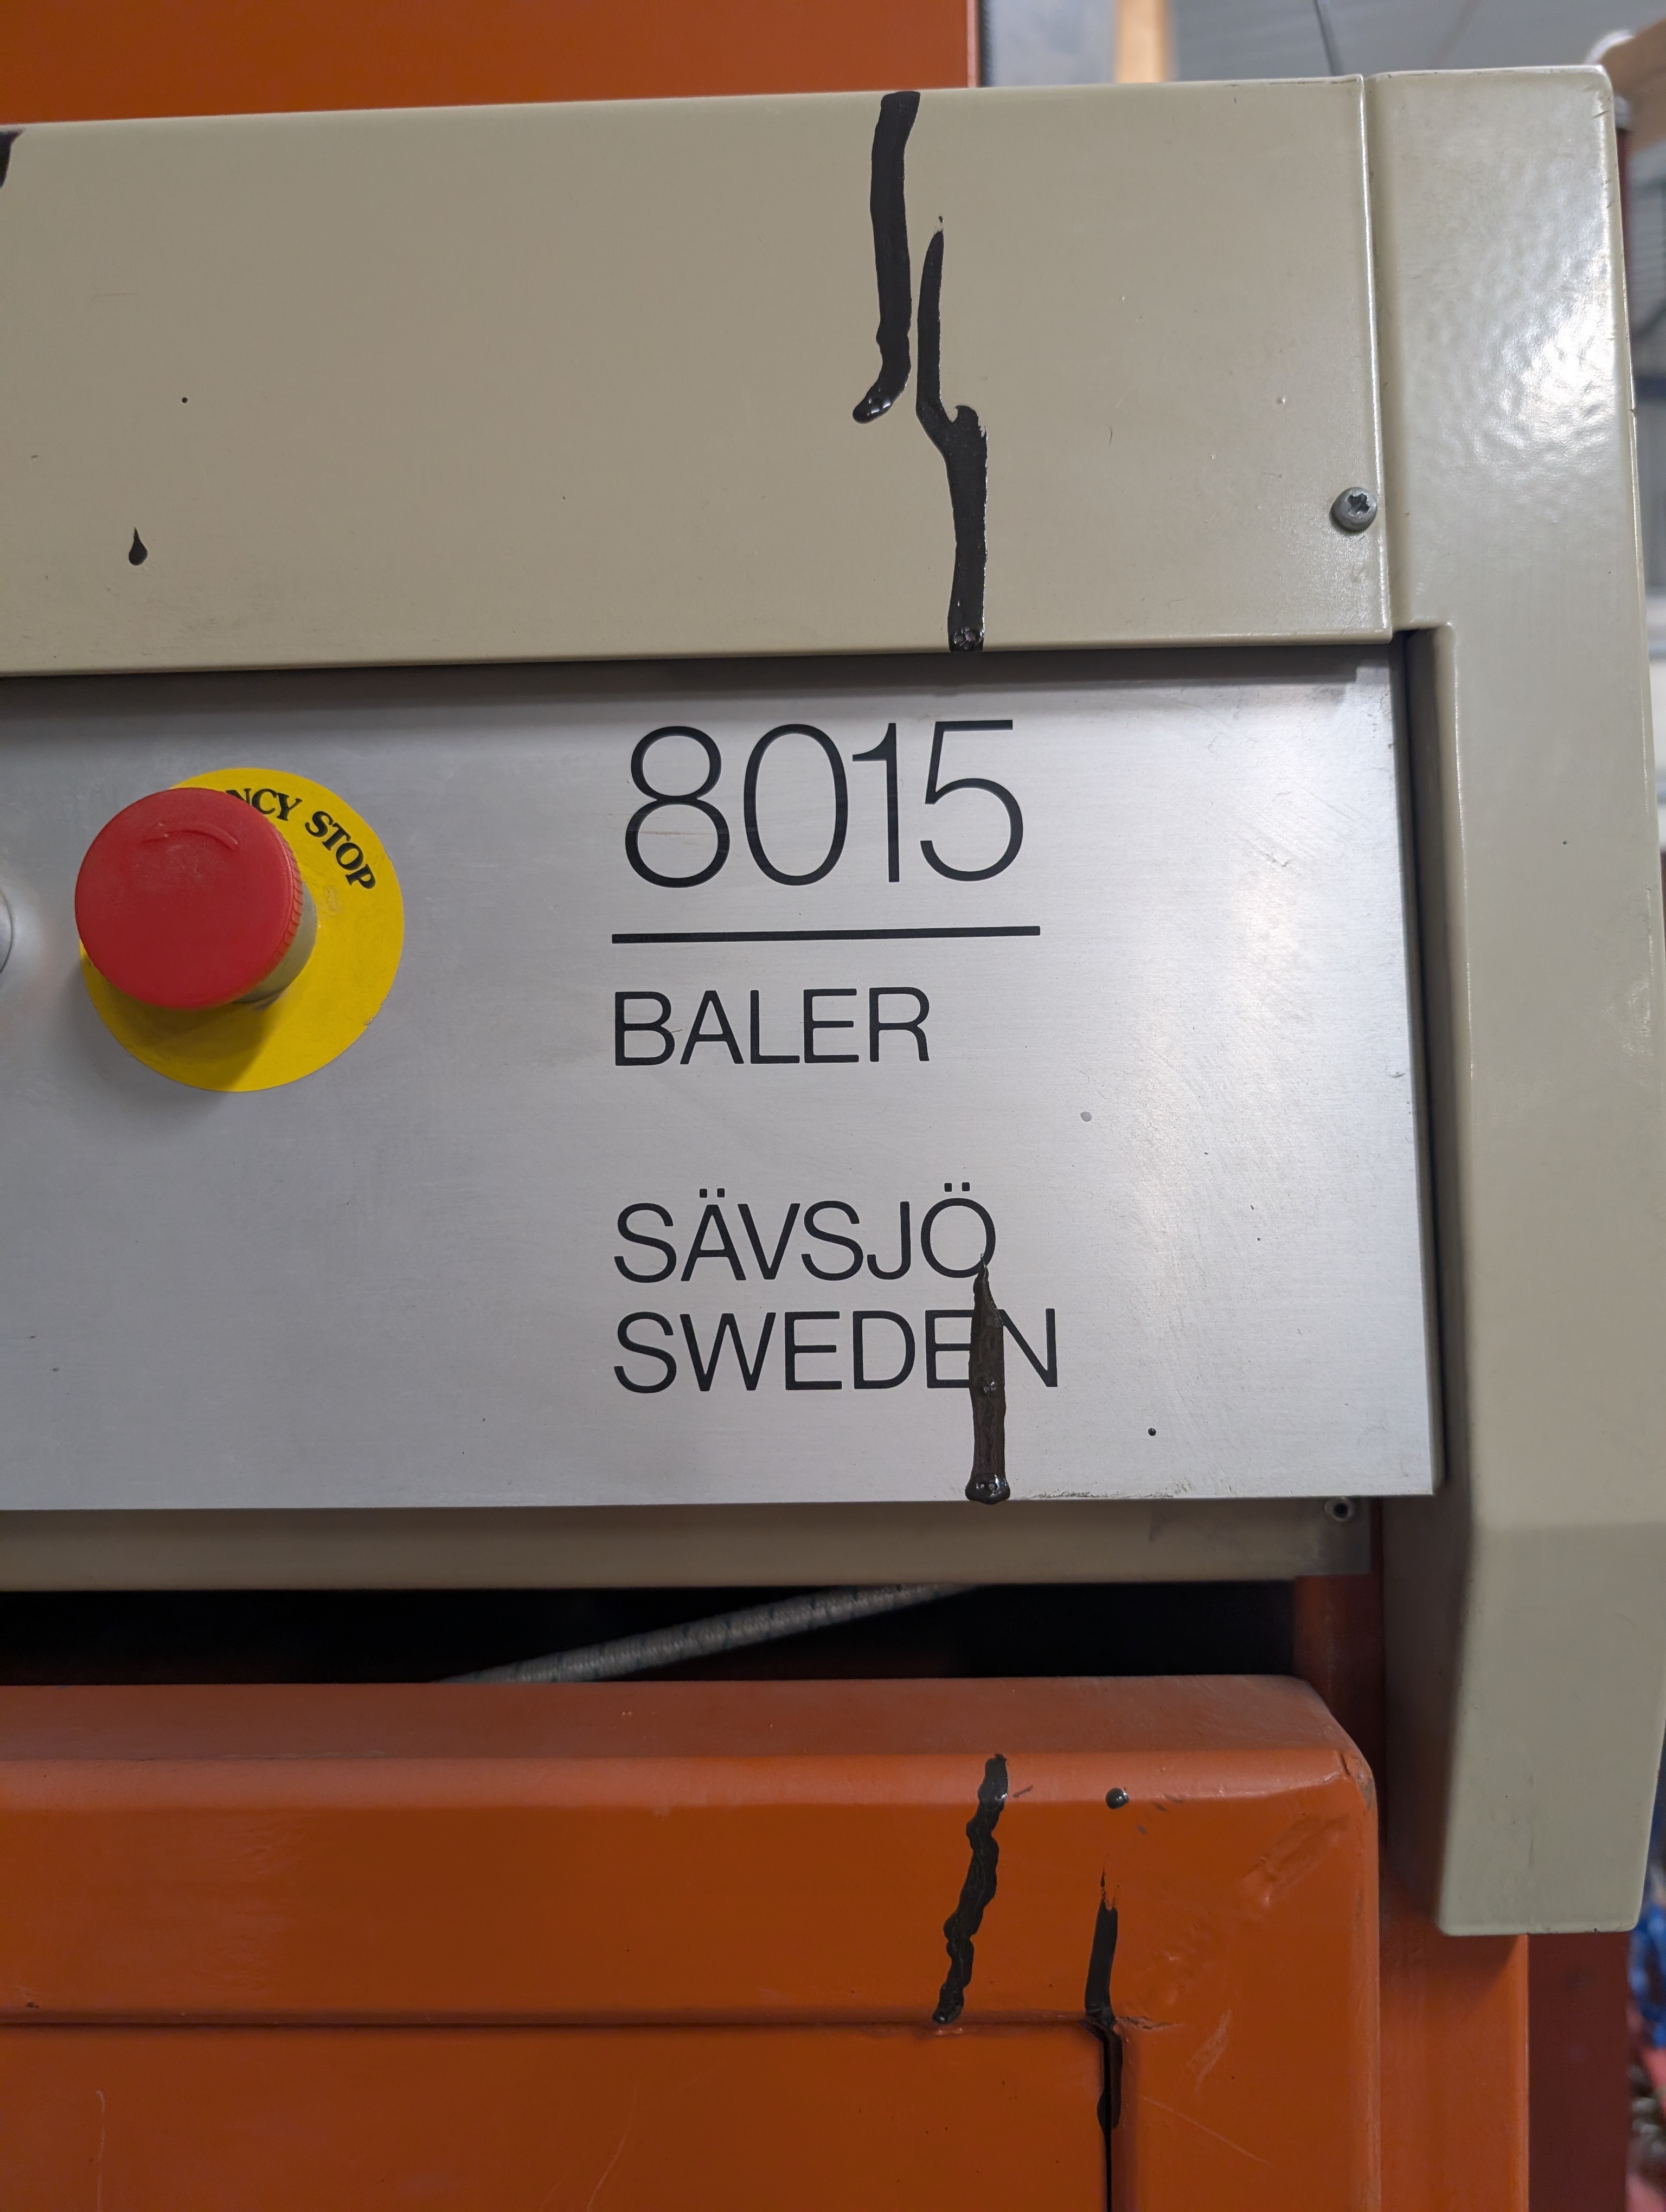 8015
BALER
NCY STOP
SÄVSJÖ
SWEDEN